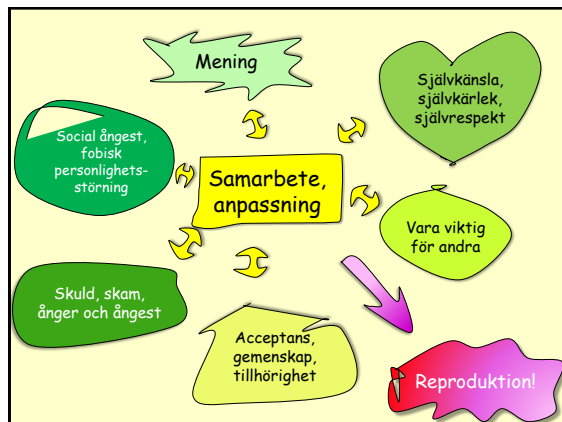 Mening
Självkänsla,
självkärlek,
självrespekt
Social ångest,
fobisk
personlighets-
störning
Samarbete,
anpassning
Vara viktig
för andra
Skuld, skam,
ånger och ångest
Acceptans,
gemenskap,
tillhörighet
Reproduktion!